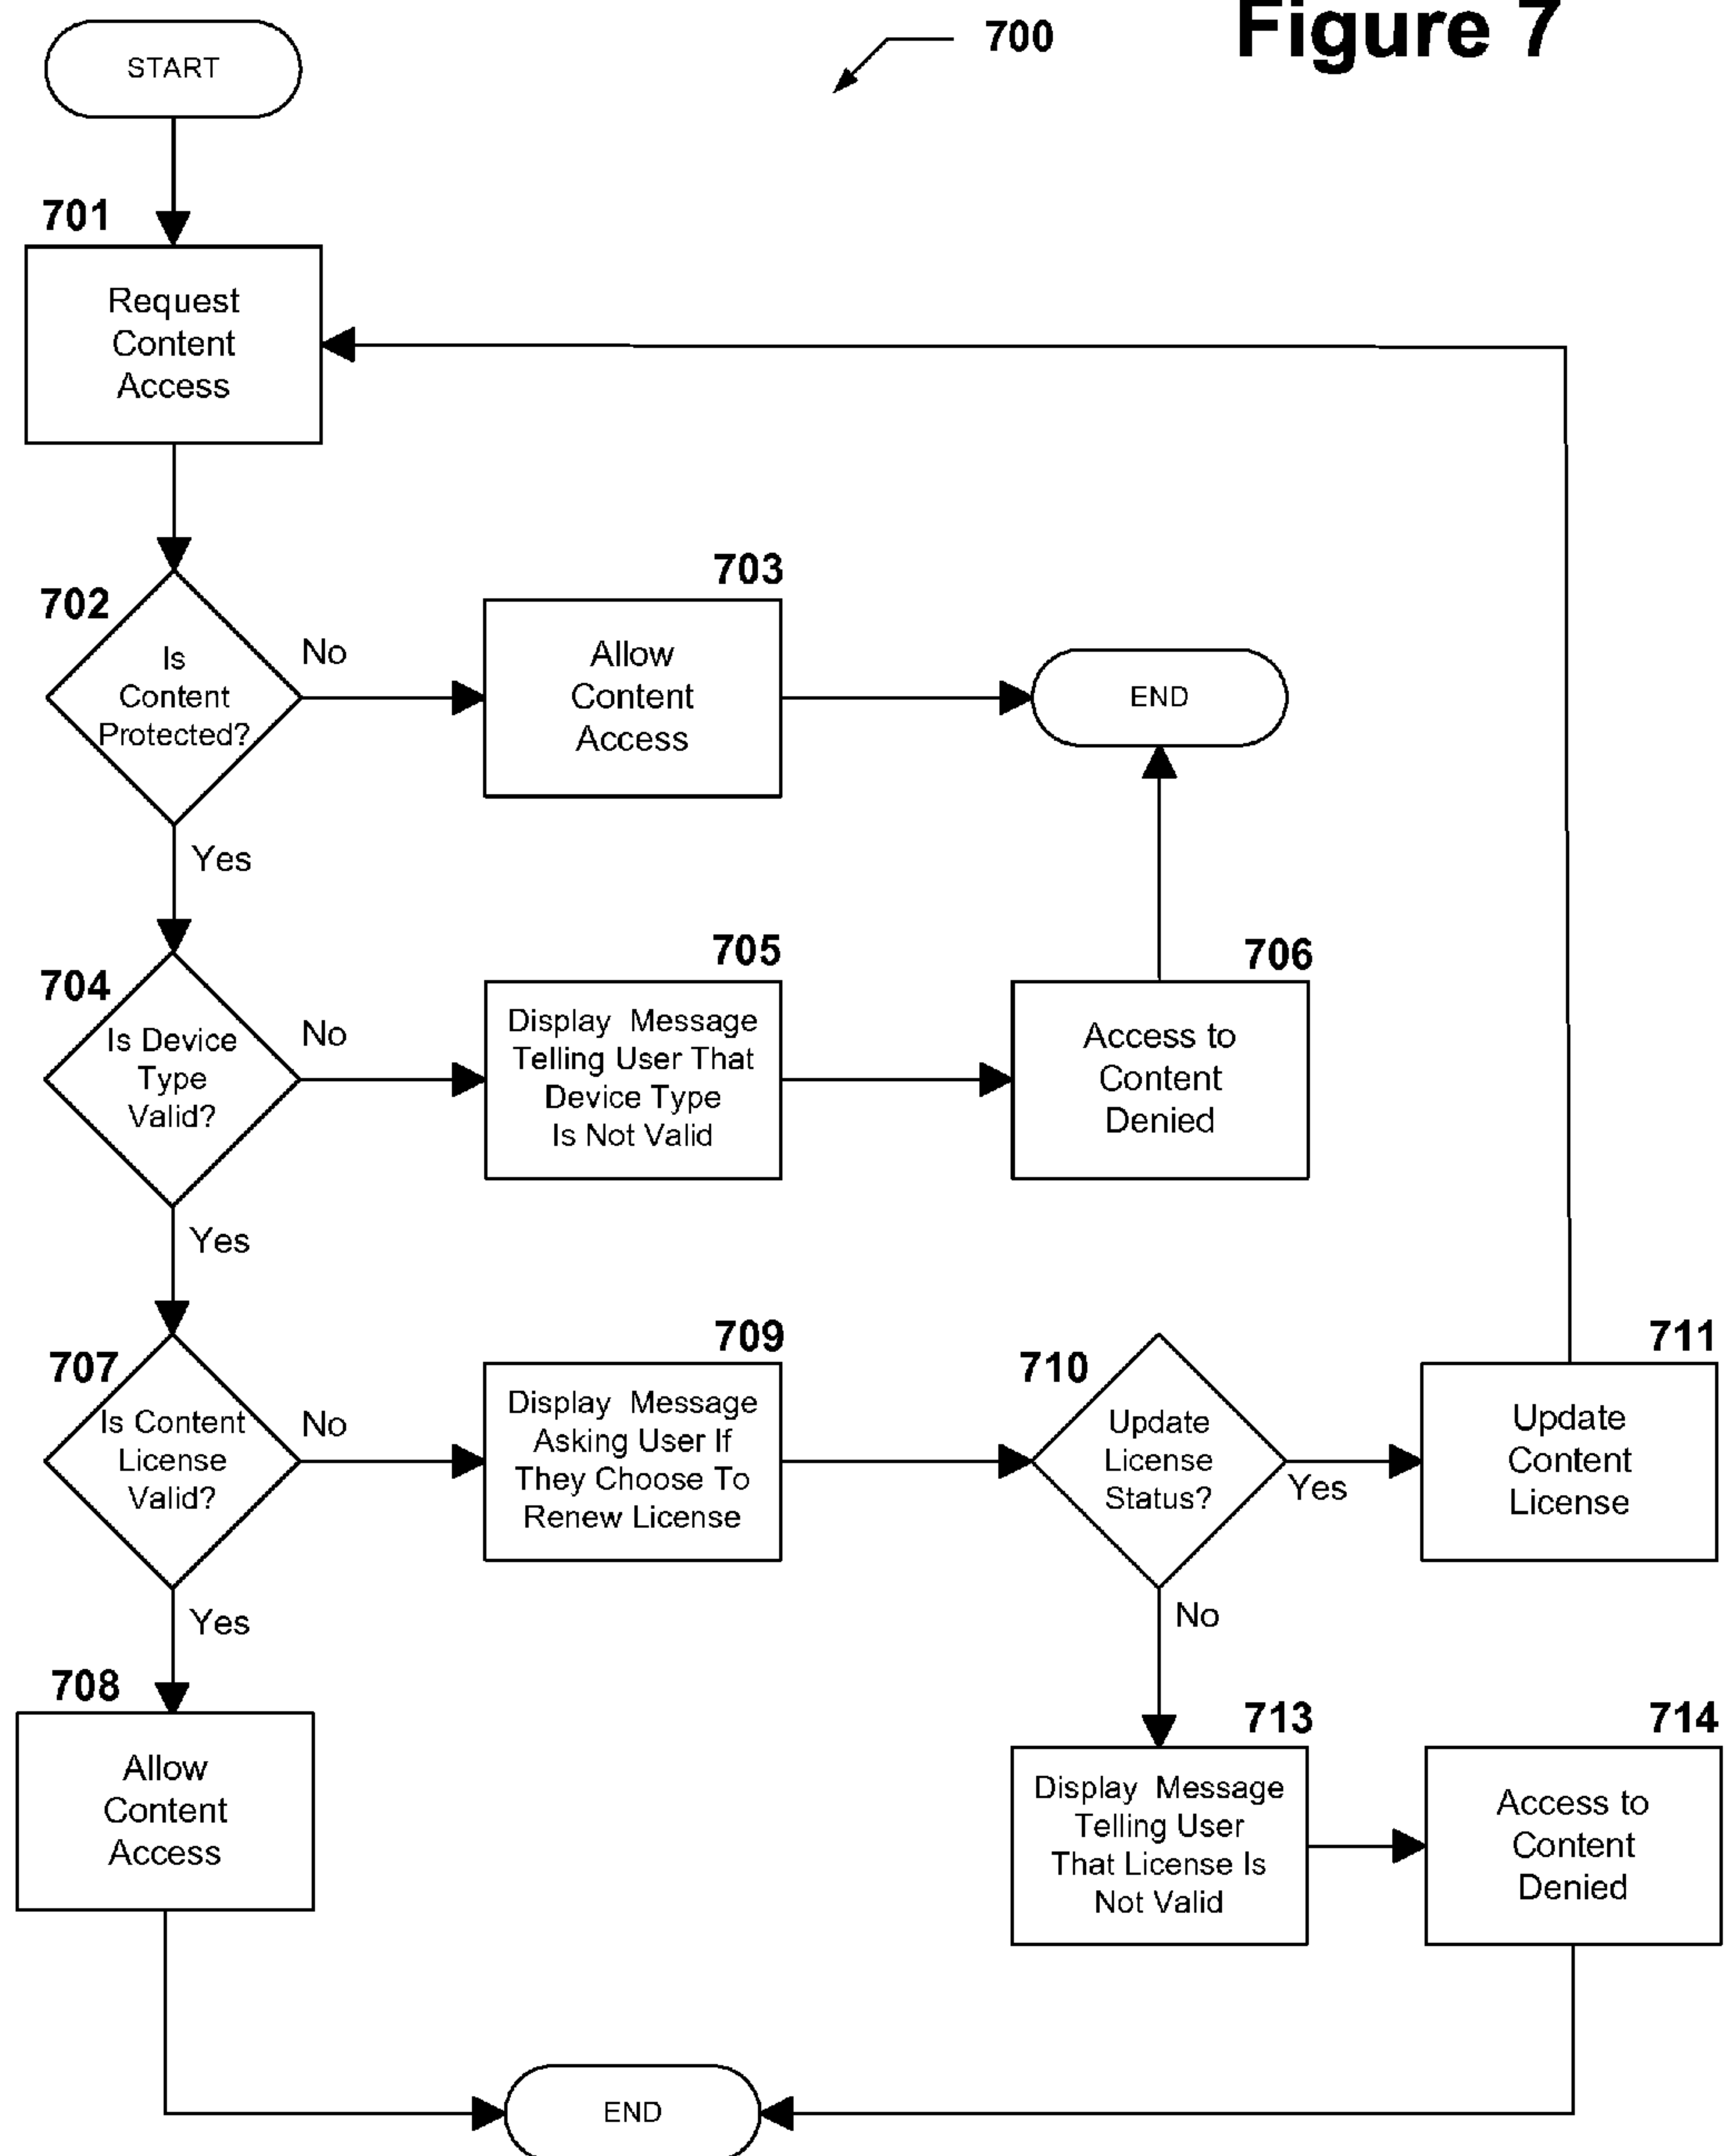 Figure 7
700
START
701
Request
Content
Access
702
Is
Content
Protected?
No
Yes
703
Allow
Content
Access
END
704
Is Device
Type
Valid?
No
Yes
705
Display Message
Telling User That
Device Type
Is Not Valid
706
Access to
Content
Denied
707
Is Content
License
Valid?
No
Yes
709
Display Message
Asking User If
They Choose To
Renew License
710
Update
License
Status?
Yes
No
711
Update
Content
License
708
Allow
Content
Access
713
Display Message
Telling User
That License Is
Not Valid
714
Access to
Content
Denied
END